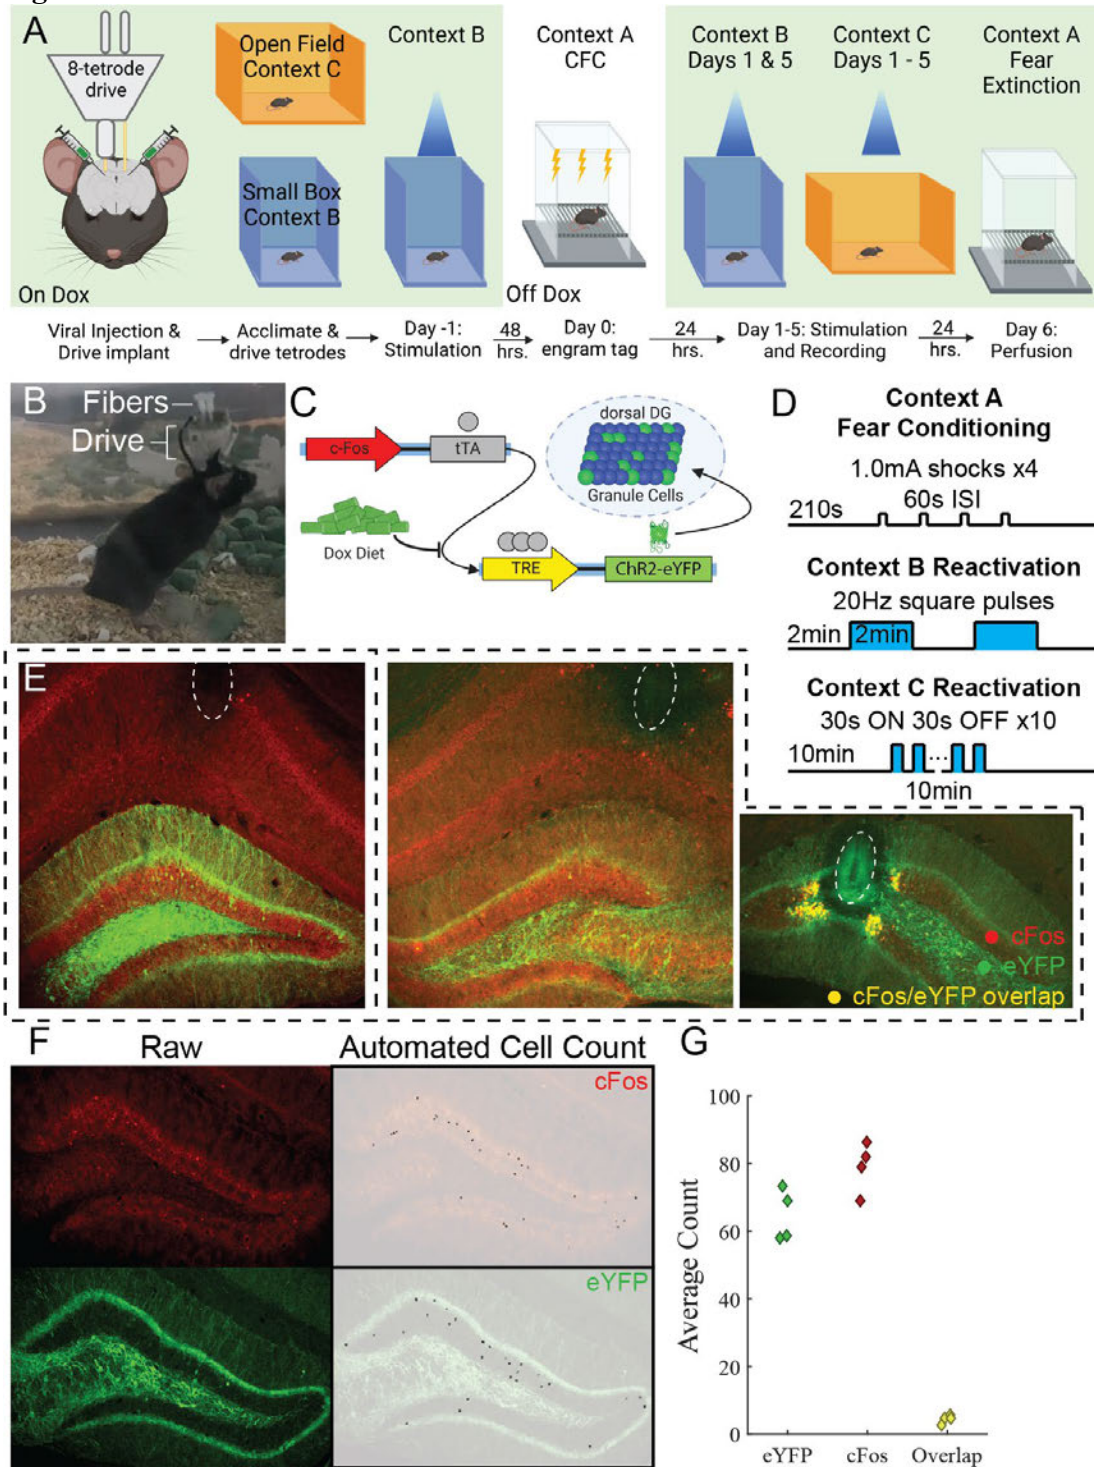 A
8-tetrode
drive
Open Field
Context C
Small Box
Context B
Context B
Context A
CFC
Context B
Days 1 & 5
Context C
Days 1 - 5
Context A
Fear
Extinction
On Dox
Off Dox
Viral Injection &
Drive implant
Acclimate &
drive tetrodes
Day -1:
Stimulation
48
hrs.
Day 0:
engram tag
24
hrs.
Day 1-5: Stimulation
and Recording
24
hrs.
Day 6:
Perfusion
B
Fibers
Drive
C
c-Fos
tTA
Dox Diet
TRE
ChR2-eYFP
dorsal DG
Granule Cells
D
Context A
Fear Conditioning
1.0mA shocks x4
60s ISI
210s
Context B Reactivation
20Hz square pulses
2min
2min
Context C Reactivation
30s ON 30s OFF x10
10min
...
10min
E
cFos
eYFP
cFos/eYFP overlap
F
Raw
Automated Cell Count
cFos
eYFP
G
Average Count
100
80
60
40
20
0
eYFP
cFos
Overlap